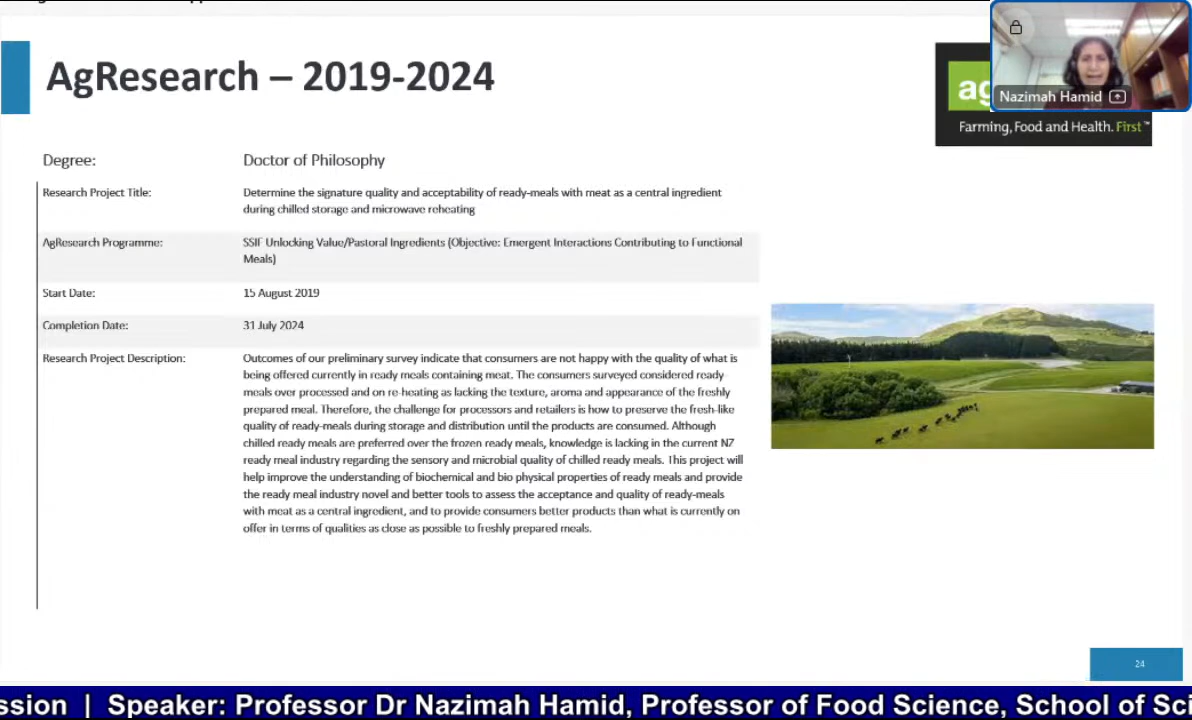 AgResearch – 2019-2024
ag
Nazimah Hamid
Farming, Food and Health. First™
Degree: Doctor of Philosophy
Research Project Title: Determine the signature quality and acceptability of ready-meals with meat as a central ingredient
during chilled storage and microwave reheating
AgResearch Programme: SSIF Unlocking Value/Pastoral Ingredients (Objective: Emergent Interactions Contributing to Functional
Meals)
Start Date: 15 August 2019
Completion Date: 31 July 2024
Research Project Description: Outcomes of our preliminary survey indicate that consumers are not happy with the quality of what is
being offered currently in ready meals containing meat. The consumers surveyed considered ready
meals over processed and on re-heating as lacking the texture, aroma and appearance of the freshly
prepared meal. Therefore, the challenge for processors and retailers is how to preserve the fresh-like
quality of ready-meals during storage and distribution until the products are consumed. Although
chilled ready meals are preferred over the frozen ready meals, knowledge is lacking in the current NZ
ready meal industry regarding the sensory and microbial quality of chilled ready meals. This project will
help improve the understanding of biochemical and bio physical properties of ready meals and provide
the ready meal industry novel and better tools to assess the acceptance and quality of ready-meals
with meat as a central ingredient, and to provide consumers better products than what is currently on
offer in terms of qualities as close as possible to freshly prepared meals.
24
ssion | Speaker: Professor Dr Nazimah Hamid, Professor of Food Science, School of Sci